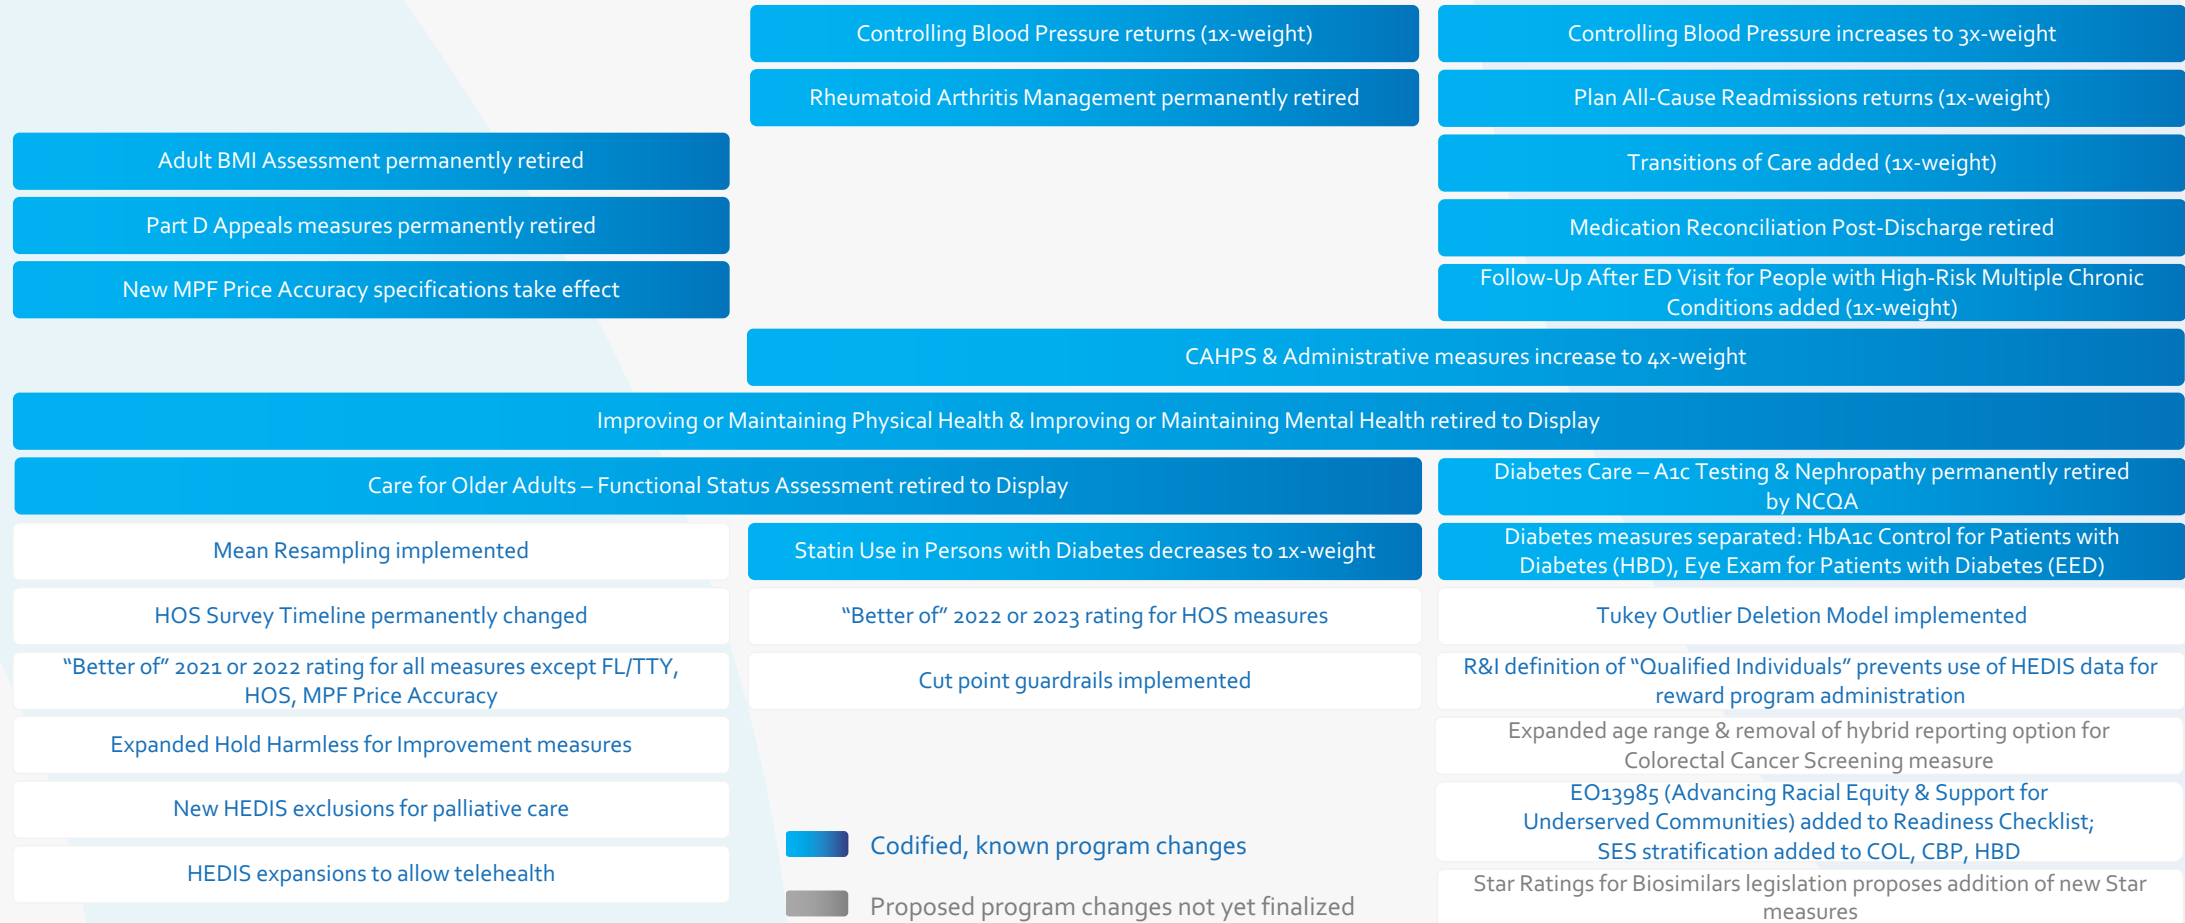 Controlling Blood Pressure returns (1x-weight)
Controlling Blood Pressure increases to 3x-weight
Rheumatoid Arthritis Management permanently retired
Plan All-Cause Readmissions returns (1x-weight)
Adult BMI Assessment permanently retired
Transitions of Care added (1x-weight)
Part D Appeals measures permanently retired
Medication Reconciliation Post-Discharge retired
New MPF Price Accuracy specifications take effect
Follow-Up After ED Visit for People with High-Risk Multiple Chronic
Conditions added (1x-weight)
CAHPS & Administrative measures increase to 4x-weight
Improving or Maintaining Physical Health & Improving or Maintaining Mental Health retired to Display
Care for Older Adults – Functional Status Assessment retired to Display
Diabetes Care – A1c Testing & Nephropathy permanently retired
by NCQA
Mean Resampling implemented
Statin Use in Persons with Diabetes decreases to 1x-weight
Diabetes measures separated: HbA1c Control for Patients with
Diabetes (HBD), Eye Exam for Patients with Diabetes (EED)
HOS Survey Timeline permanently changed
“Better of” 2022 or 2023 rating for HOS measures
Tukey Outlier Deletion Model implemented
“Better of” 2021 or 2022 rating for all measures except FL/TTY,
HOS, MPF Price Accuracy
Cut point guardrails implemented
R&I definition of “Qualified Individuals” prevents use of HEDIS data for
reward program administration
Expanded Hold Harmless for Improvement measures
Expanded age range & removal of hybrid reporting option for
Colorectal Cancer Screening measure
New HEDIS exclusions for palliative care
EO13985 (Advancing Racial Equity & Support for
Underserved Communities) added to Readiness Checklist;
SES stratification added to COL, CBP, HBD
HEDIS expansions to allow telehealth
Star Ratings for Biosimilars legislation proposes addition of new Star
measures
Codified, known program changes
Proposed program changes not yet finalized